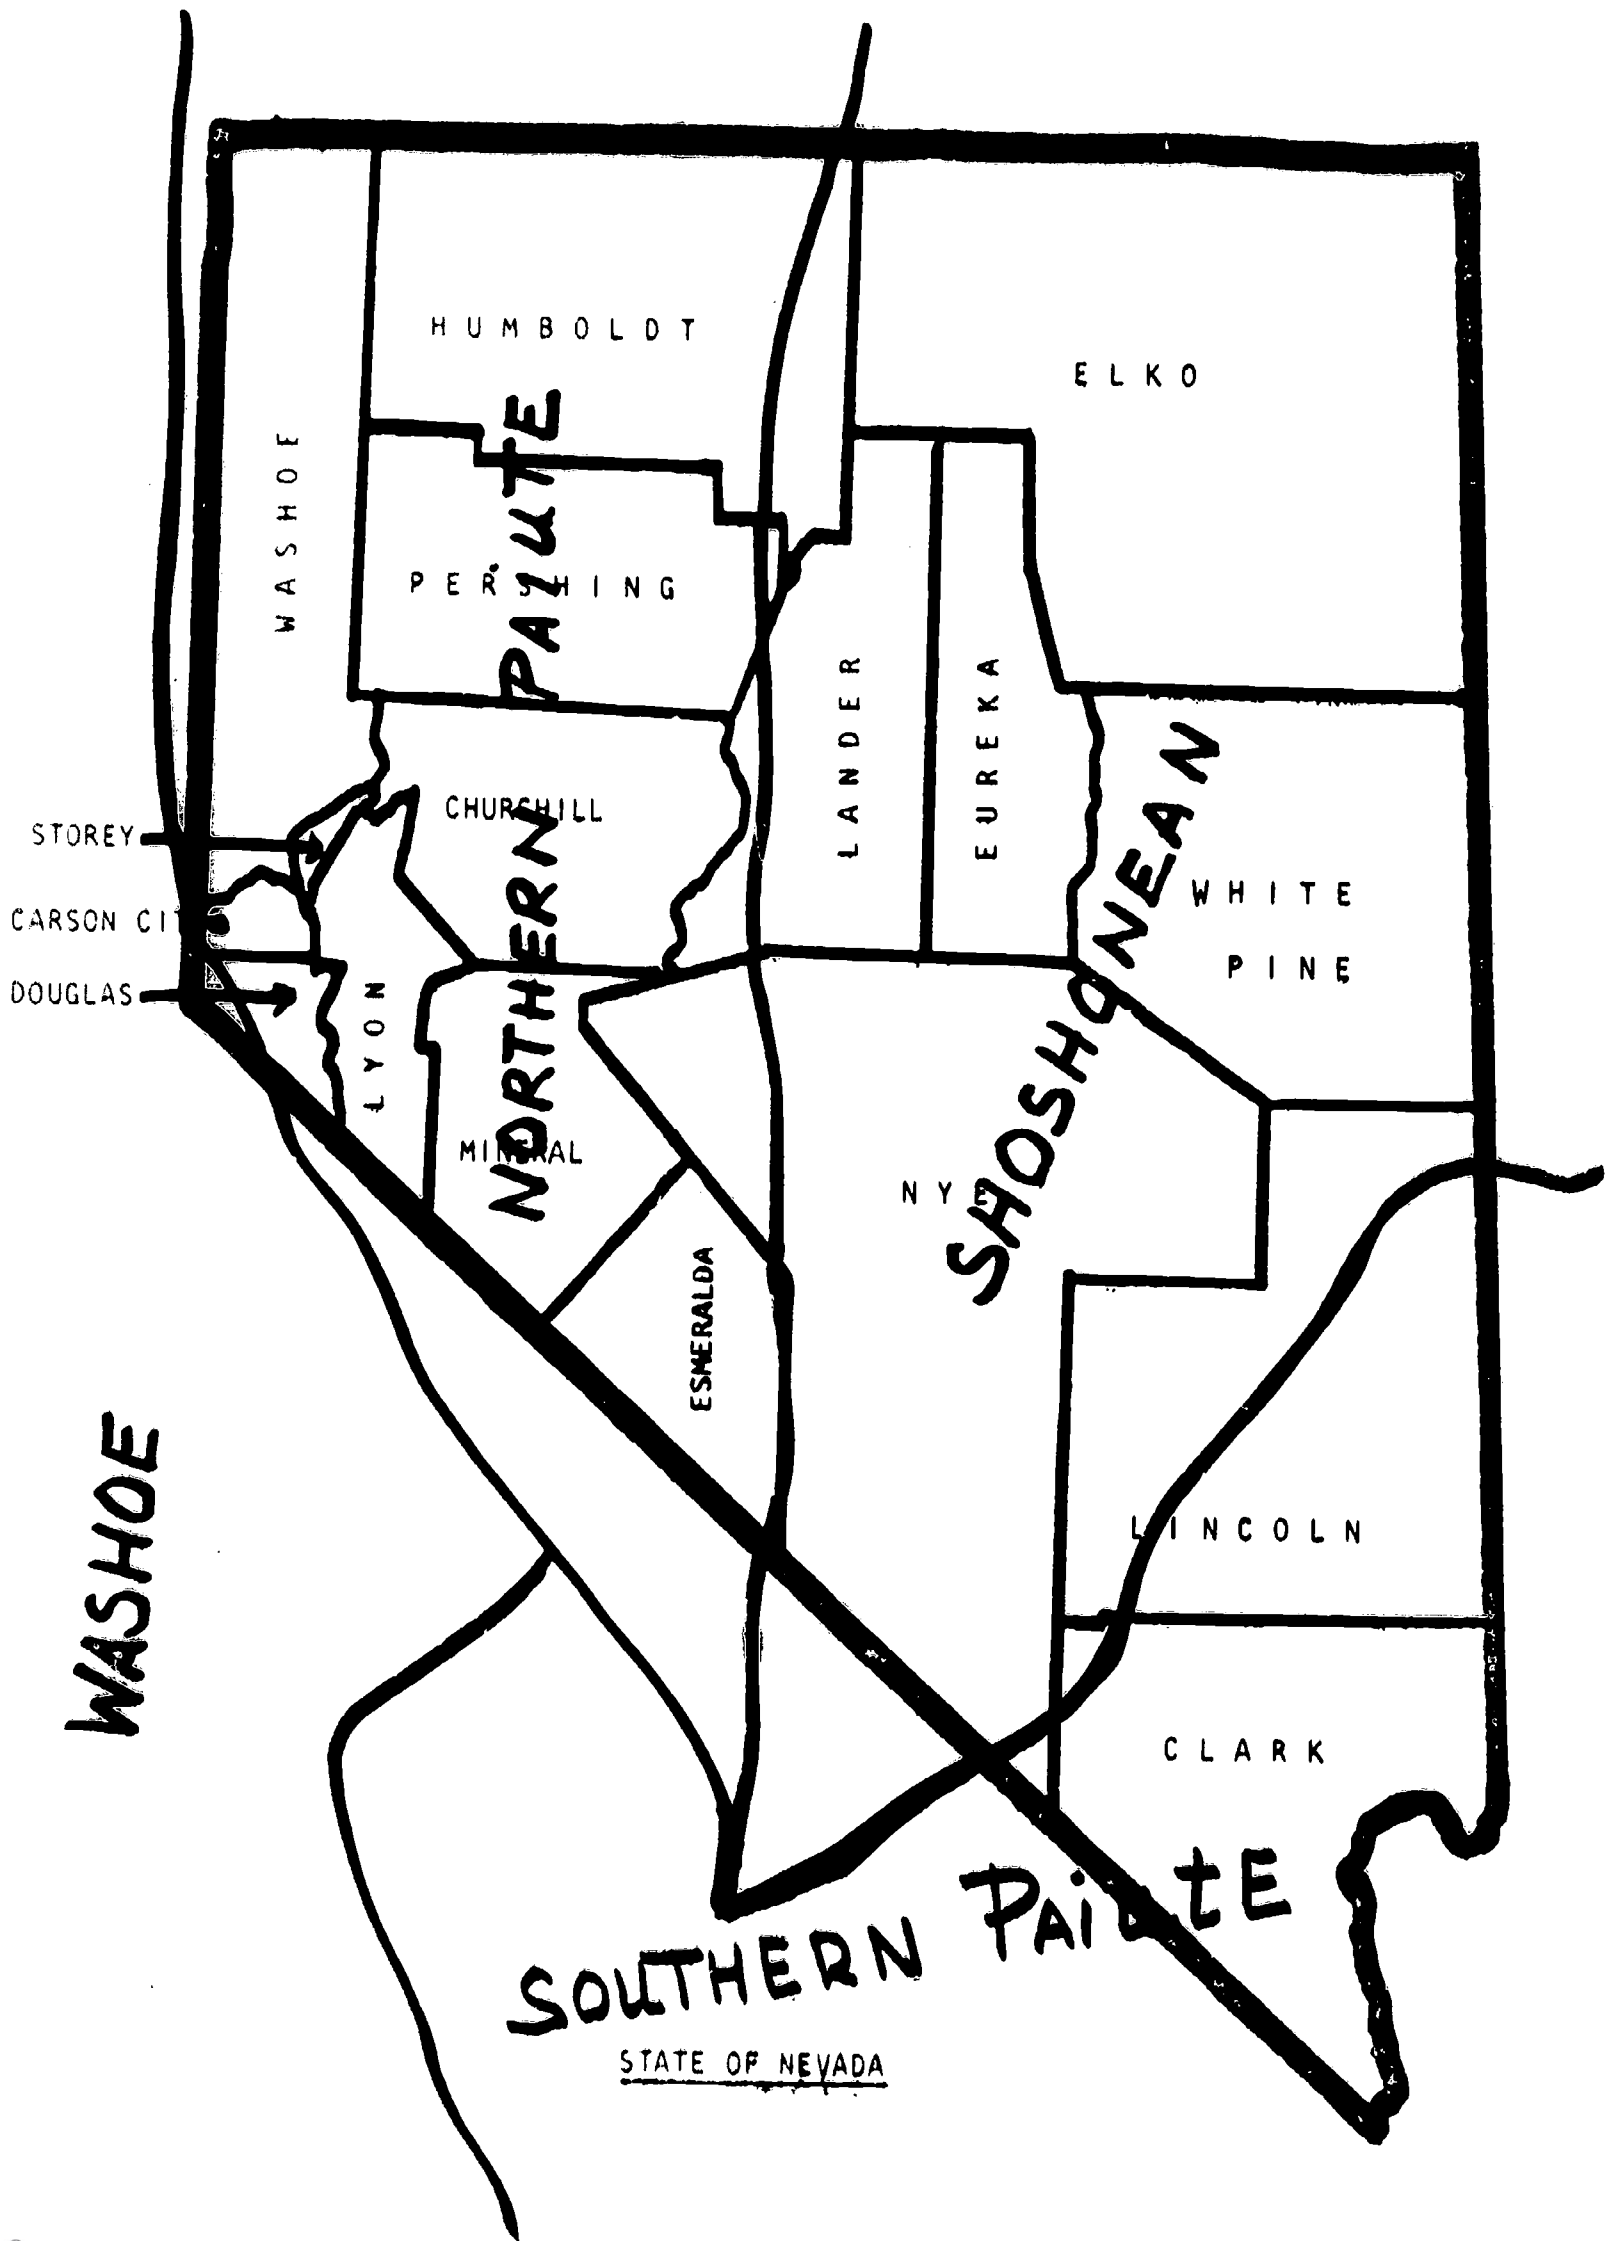 HUMBOLDT
ELKO
WASHOE
PERSHING
PAIUTE
LANDER
EUREKA
CHURCHILL
STOREY
CARSON CITY
DOUGLAS
LYON
NORTHERN
WHITE
PINE
SHOSHONEAN
MINERAL
NYE
ESMERALDA
WASHOE
LINCOLN
CLARK
SOUTHERN PAIUTE
STATE OF NEVADA